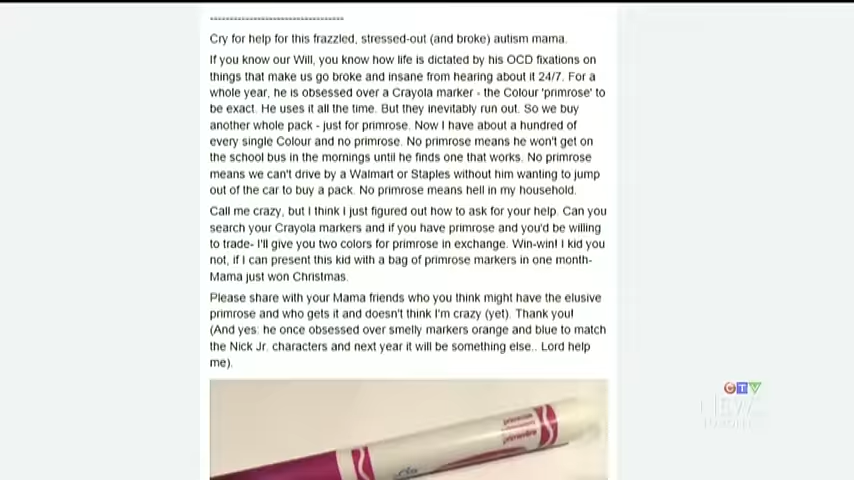 --------------------------------
Cry for help for this frazzled, stressed-out (and broke) autism mama.
If you know our Will, you know how life is dictated by his OCD fixations on
things that make us go broke and insane from hearing about it 24/7. For a
whole year, he is obsessed over a Crayola marker - the Colour 'primrose' to
be exact. He uses it all the time. But they inevitably run out. So we buy
another whole pack - just for primrose. Now I have about a hundred of
every single Colour and no primrose. No primrose means he won't get on
the school bus in the mornings until he finds one that works. No primrose
means we can't drive by a Walmart or Staples without him wanting to jump
out of the car to buy a pack. No primrose means hell in my household.
Call me crazy, but I think I just figured out how to ask for your help. Can you
search your Crayola markers and if you have primrose and you'd be willing
to trade- I'll give you two colors for primrose in exchange. Win-win! I kid you
not, if I can present this kid with a bag of primrose markers in one month-
Mama just won Christmas.
Please share with your Mama friends who you think might have the elusive
primrose and who gets it and doesn't think I'm crazy (yet). Thank you!
(And yes: he once obsessed over smelly markers orange and blue to match
the Nick Jr. characters and next year it will be something else.. Lord help
me).
CTV